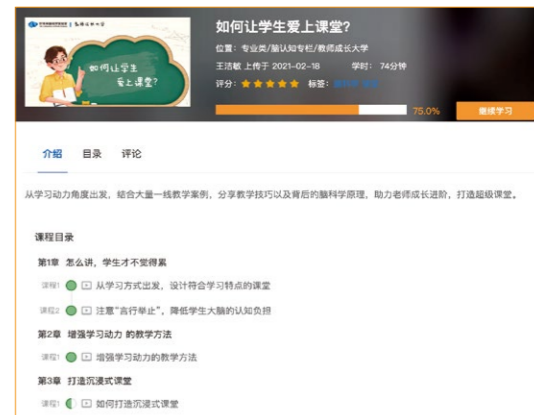 如何让学生
爱上课堂?
如何让学生爱上课堂?
位置: 专业类/脑认知专栏/教师成长大学
王洁敏 上传于 2021-02-18 学时: 74分钟
评分: 标签:
75.0% 继续学习
介绍 目录 评论
从学习动力角度出发, 结合大量一线教学案例, 分享教学技巧以及背后的脑科学原理, 助力老师成长进阶, 打造超级课堂。
课程目录
第1章 怎么讲, 学生才不觉得累
课程1 从学习方式出发, 设计符合学习特点的课堂
课程2 注意“言行举止”, 降低学生大脑的认知负担
第2章 增强学习动力 的教学方法
课程1 增强学习动力的教学方法
第3章 打造沉浸式课堂
课程1 如何打造沉浸式课堂